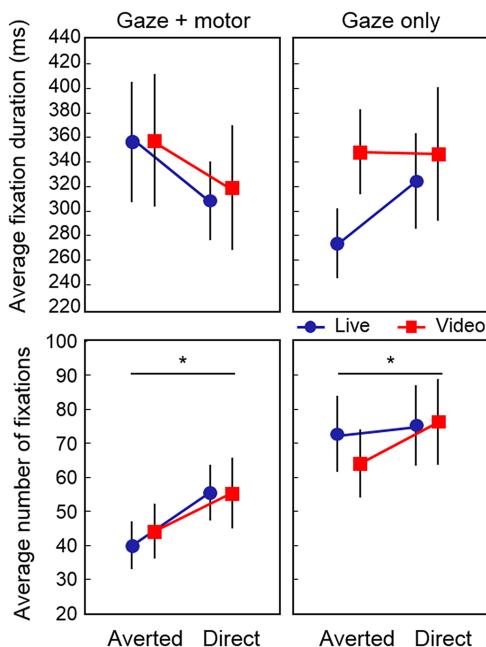 Gaze + motor
Gaze only
Average fixation duration (ms)
440
420
400
380
360
340
320
300
280
260
240
220
Live
Video
Average number of fixations
100
90
80
70
60
50
40
30
20
*
*
Averted
Direct
Averted
Direct